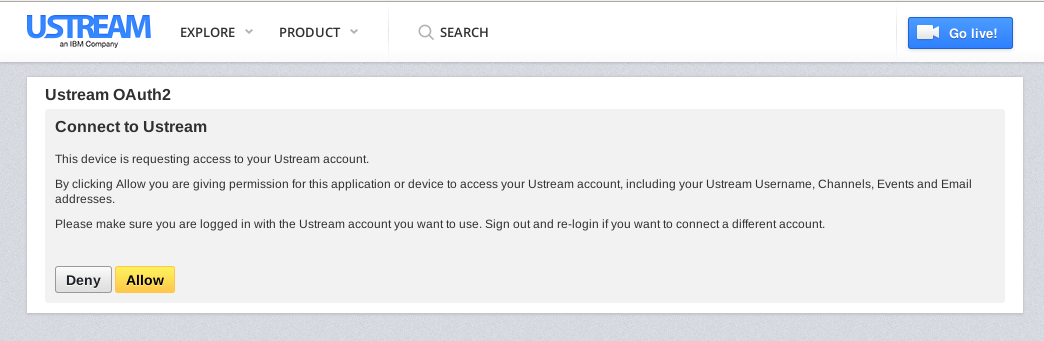 USTREAM
an IBM Company
EXPLORE
PRODUCT
SEARCH
Go live!
Ustream OAuth2
Connect to Ustream
This device is requesting access to your Ustream account.
By clicking Allow you are giving permission for this application or device to access your Ustream account, including your Ustream Username, Channels, Events and Email
addresses.
Please make sure you are logged in with the Ustream account you want to use. Sign out and re-login if you want to connect a different account.
Deny
Allow